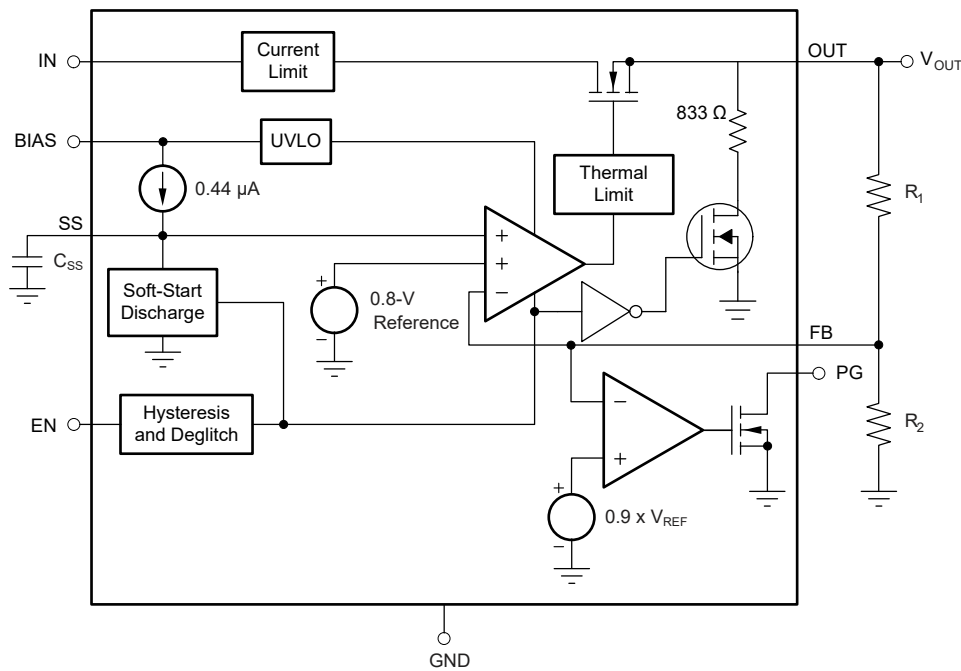 IN
Current
Limit
OUT
V_OUT
833 Ω
BIAS
UVLO
Thermal
Limit
0.44 µA
R_1
SS
C_SS
+
+
−
Soft-Start
Discharge
+
0.8-V
Reference
−
FB
PG
EN
Hysteresis
and Deglitch
−
+
R_2
+
0.9 x V_REF
−
GND